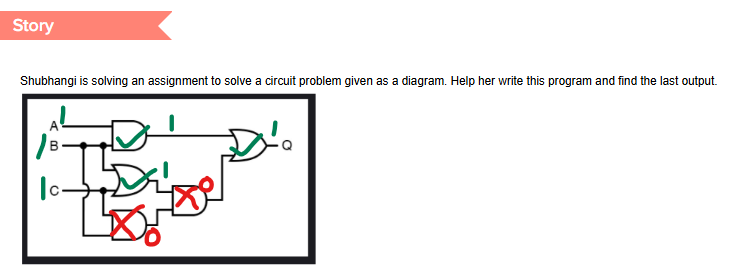 Story
Shubhangi is solving an assignment to solve a circuit problem given as a diagram. Help her write this program and find the last output.
A 1 1 1
1 B Q
1 C 1 0
0